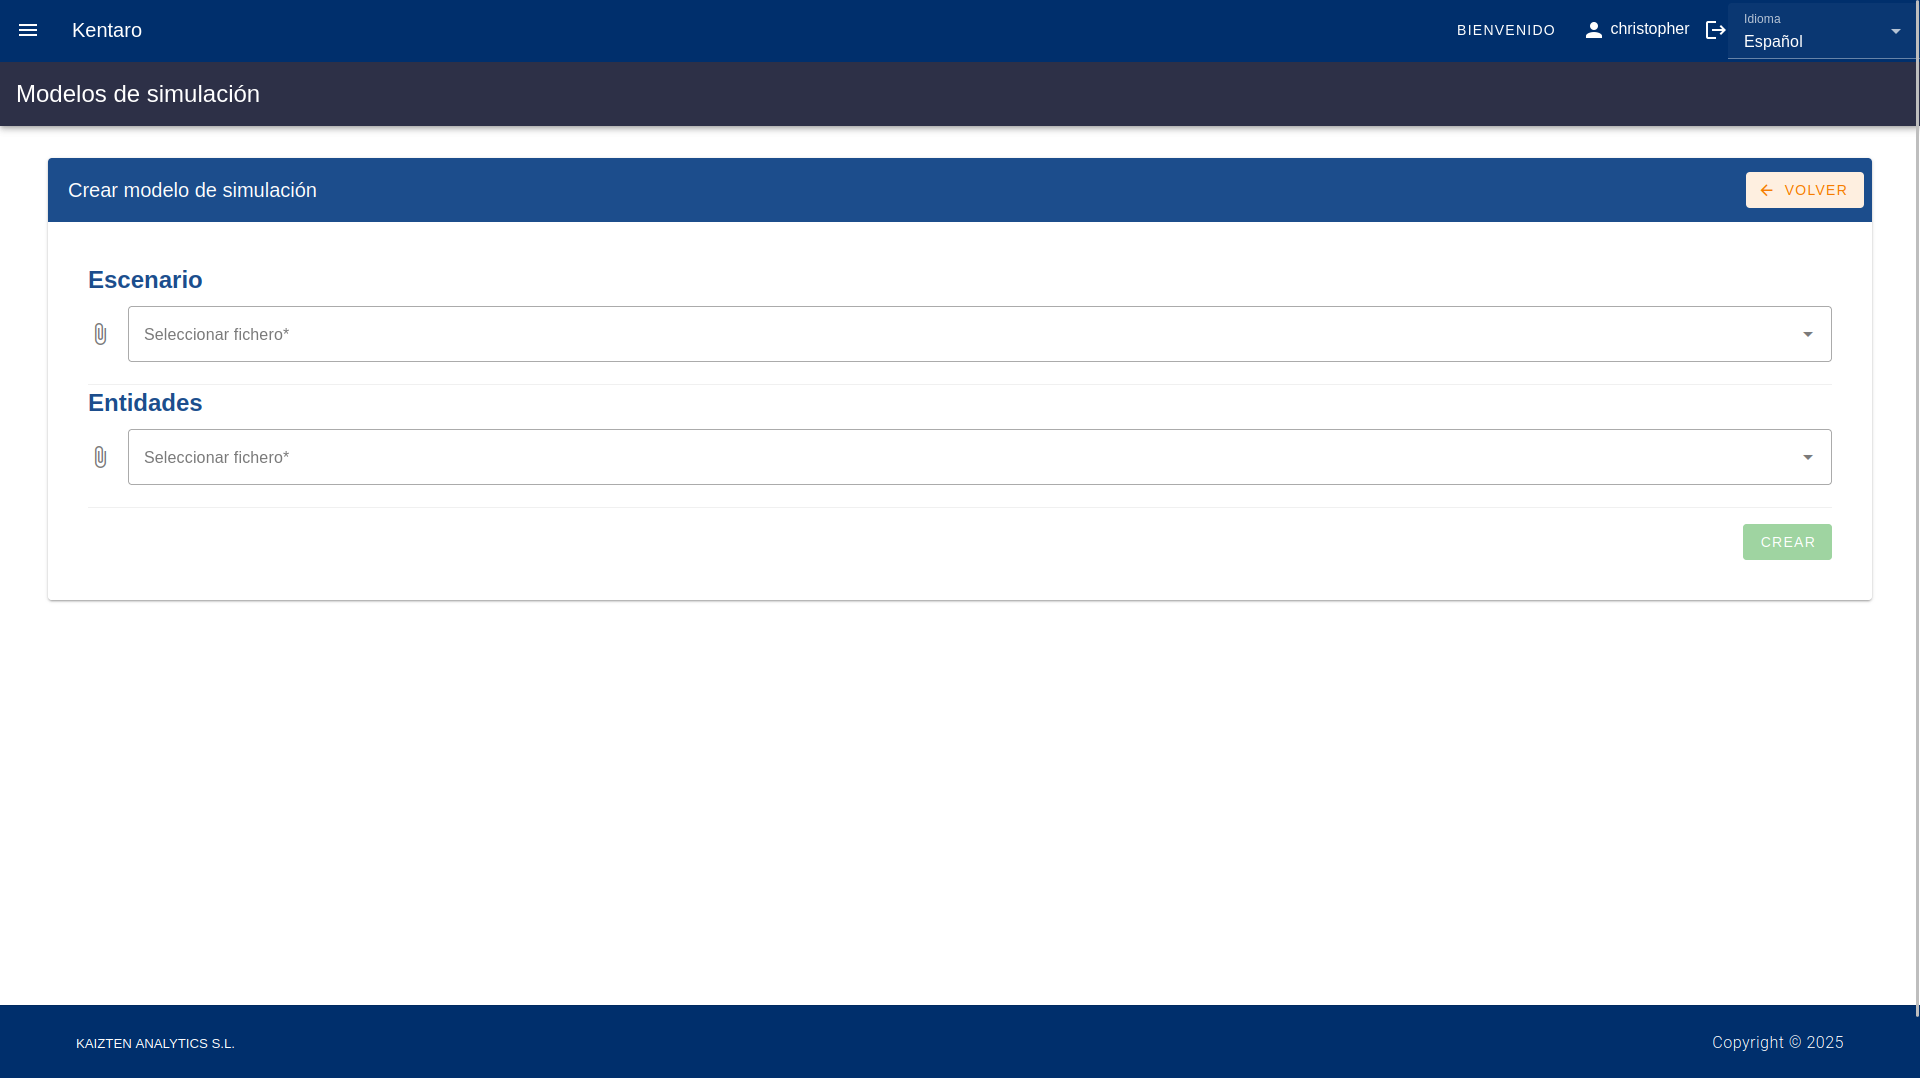 Kentaro
BIENVENIDO
christopher
Idioma
Español
Modelos de simulación
Crear modelo de simulación
VOLVER
Escenario
Seleccionar fichero*
Entidades
Seleccionar fichero*
CREAR
KAIZTEN ANALYTICS S.L.
Copyright © 2025